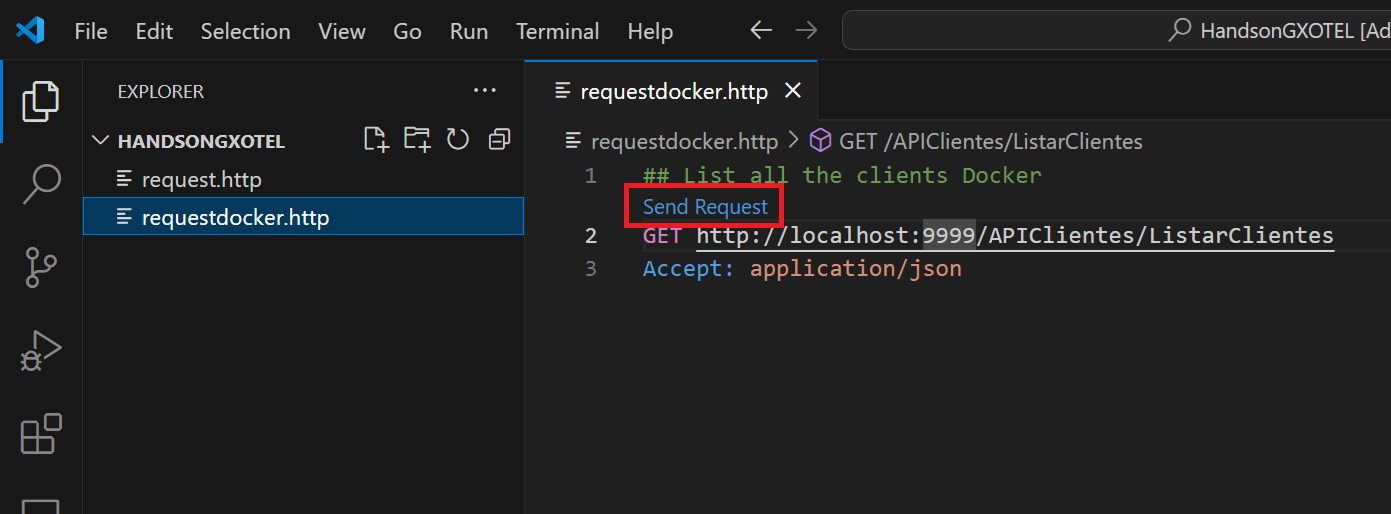 File Edit Selection View Go Run Terminal Help HandsonGXOTEL [Ad
EXPLORER
HANDSONGXOTEL
request.http
requestdocker.http
requestdocker.http
requestdocker.http > GET /APIClientes/ListarClientes
1 ## List all the clients Docker
Send Request
2 GET http://localhost:9999/APIClientes/ListarClientes
3 Accept: application/json